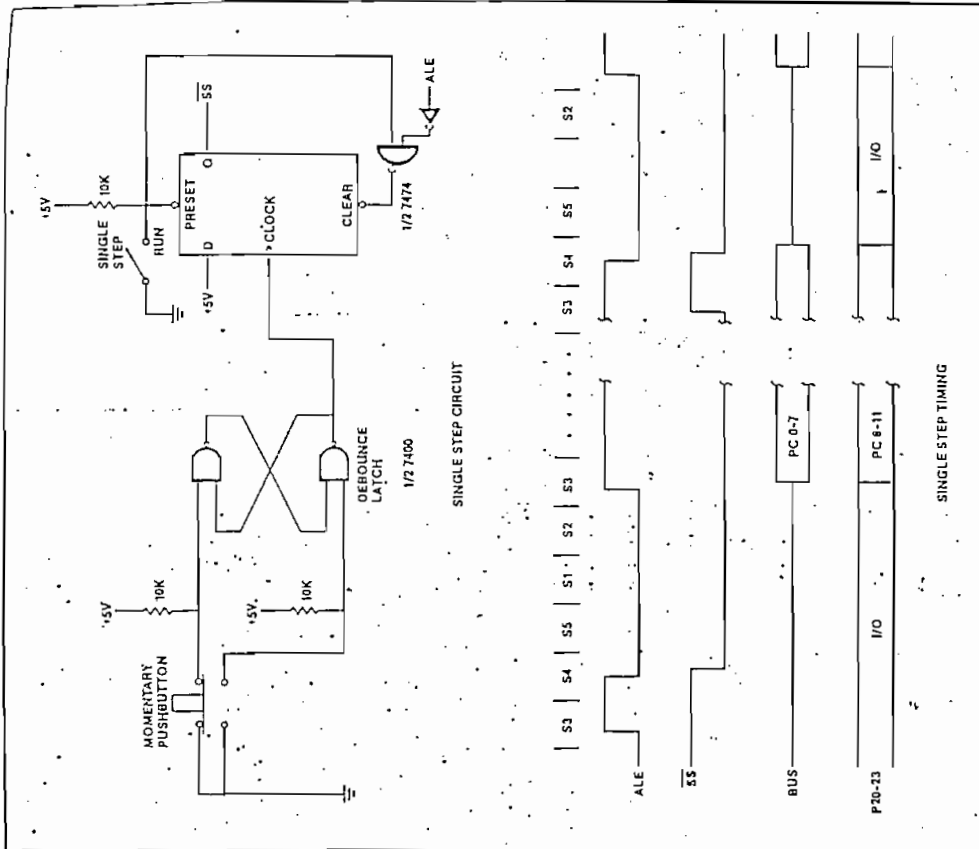 +5V
10K
SINGLE
STEP
RUN
+5V
D
PRESET
Q
SS
CLOCK
CLEAR
ALE
1/2 7474
+5V
10K
+5V
10K
MOMENTARY
PUSHBUTTON
DEBOUNCE
LATCH
1/2 7400
SINGLE STEP CIRCUIT
S3 S4 S5 S1 S2 S3 S3 S4 S5 S2
ALE
SS
BUS
PC 0-7
P20-23
I/O
PC 8-11
I/O
SINGLE STEP TIMING